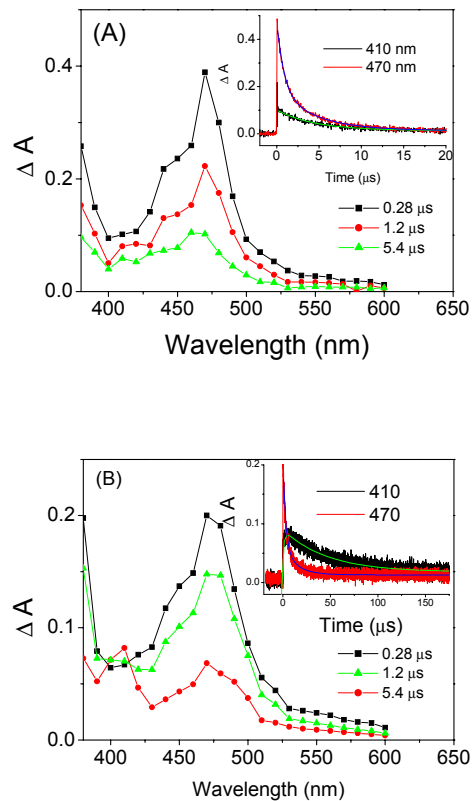 (A)
Δ A
0.4
0.2
0.0
400 450 500 550 600 650
Wavelength (nm)
0.28 μs
1.2 μs
5.4 μs
Δ A
0.4
0.2
0.0
0 5 10 15 20
Time (μs)
410 nm
470 nm
(B)
Δ A
0.2
0.1
0.0
400 450 500 550 600 650
Wavelength (nm)
0.28 μs
1.2 μs
5.4 μs
Δ A
0.2
0.1
0.0
0 50 100 150
Time (μs)
410
470